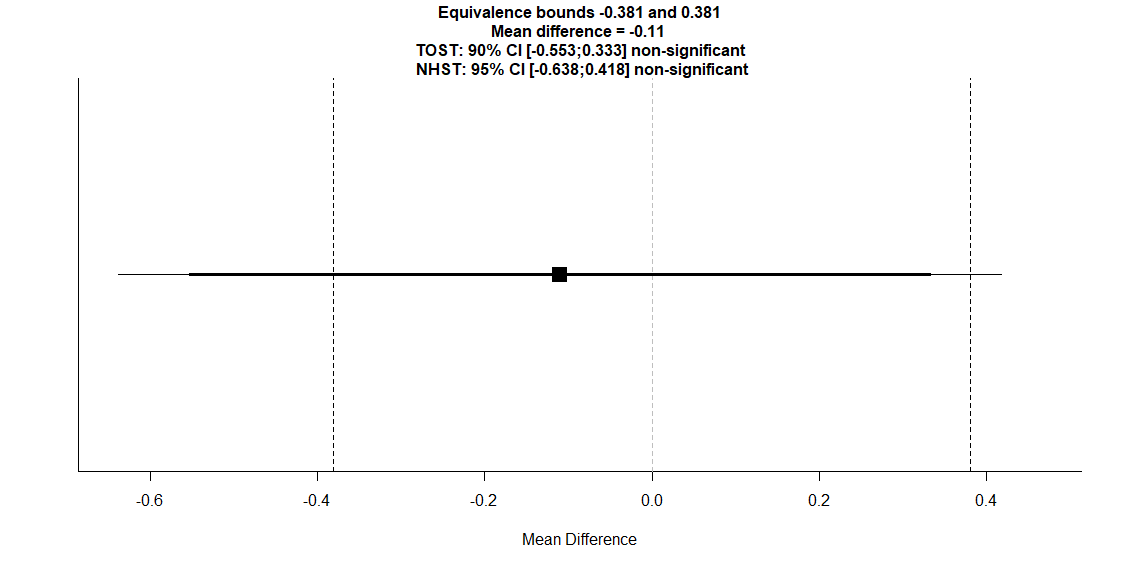 Equivalence bounds -0.381 and 0.381
Mean difference = -0.11
TOST: 90% CI [-0.553;0.333] non-significant
NHST: 95% CI [-0.638;0.418] non-significant
-0.6 -0.4 -0.2 0.0 0.2 0.4
Mean Difference